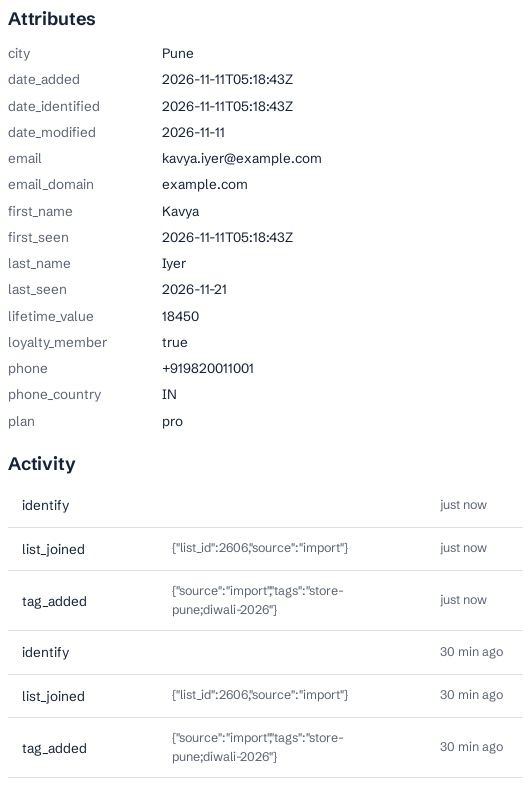 Attributes
city Pune
date_added 2026-11-11T05:18:43Z
date_identified 2026-11-11T05:18:43Z
date_modified 2026-11-11
email kavya.iyer@example.com
email_domain example.com
first_name Kavya
first_seen 2026-11-11T05:18:43Z
last_name Iyer
last_seen 2026-11-21
lifetime_value 18450
loyalty_member true
phone +919820011001
phone_country IN
plan pro
Activity
identify just now
list_joined {"list_id":2606,"source":"import"} just now
tag_added {"source":"import","tags":"store-
pune;diwali-2026"} just now
identify 30 min ago
list_joined {"list_id":2606,"source":"import"} 30 min ago
tag_added {"source":"import","tags":"store-
pune;diwali-2026"} 30 min ago